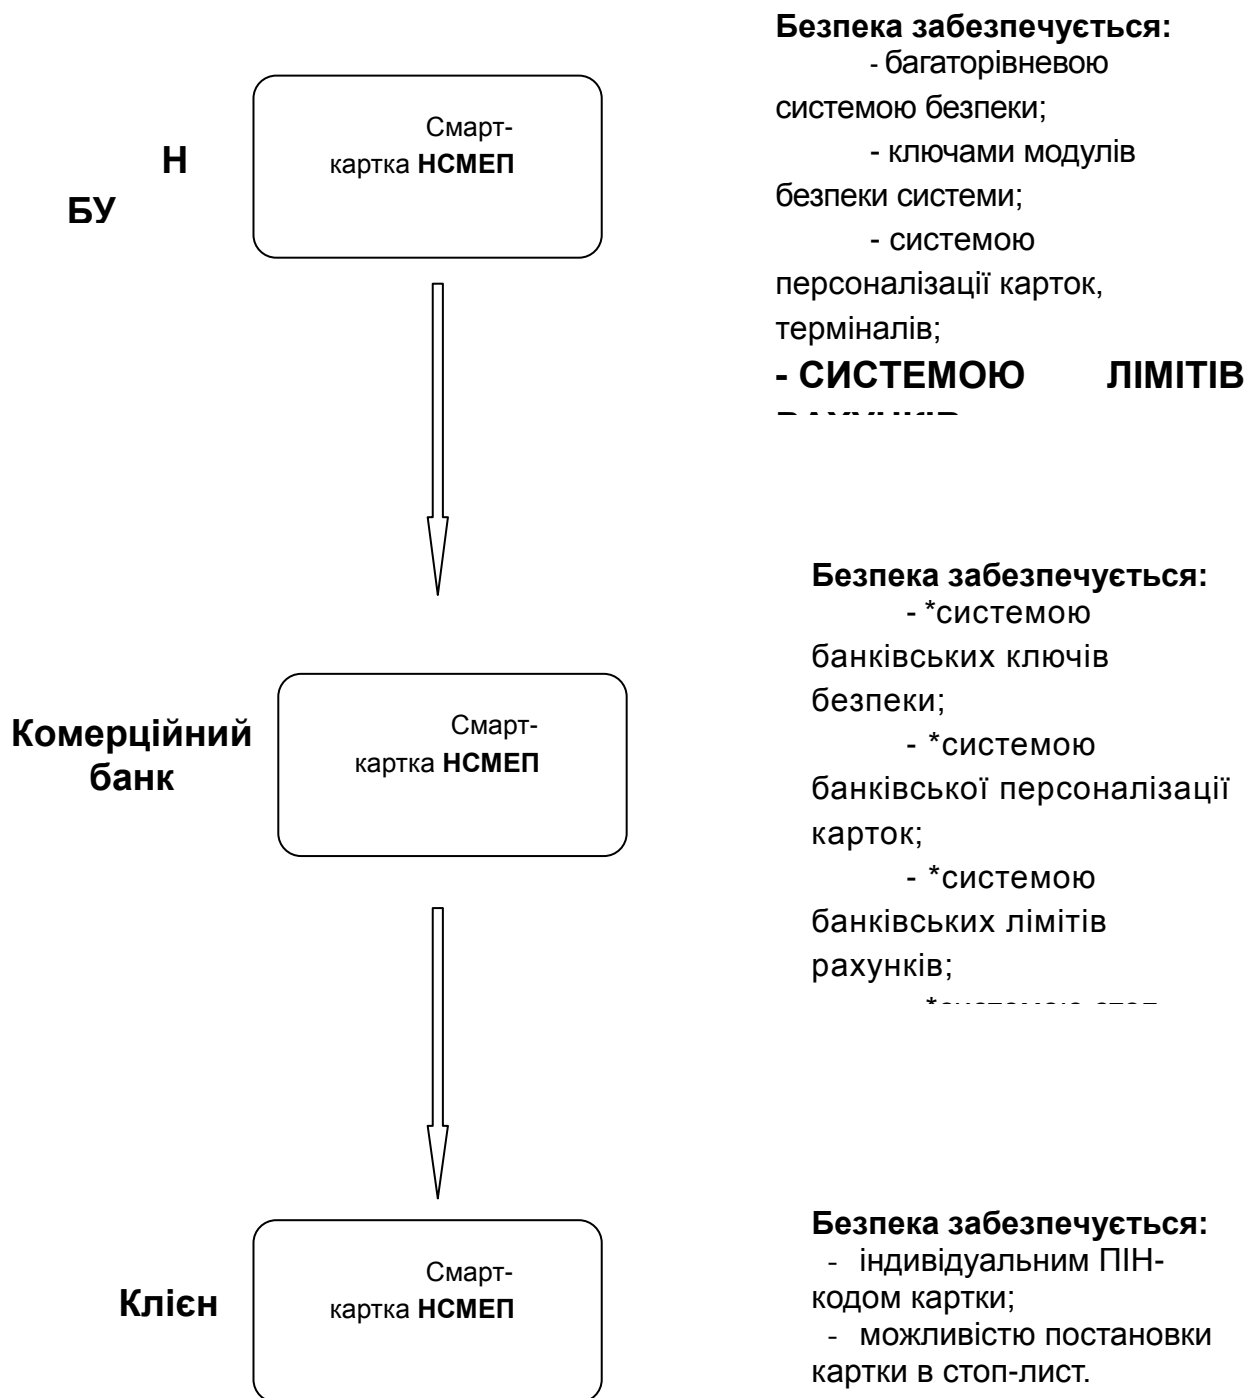 Безпека забезпечується:
- багаторівневою
системою безпеки;
- ключами модулів
безпеки системи;
- системою
персоналізації карток,
терміналів;
- СИСТЕМОЮ ЛІМІТІВ
Н
БУ
Смарт-
картка НСМЕП
Безпека забезпечується:
- *системою
банківських ключів
безпеки;
- *системою
банківської персоналізації
карток;
- *системою
банківських лімітів
рахунків;
Комерційний
банк
Смарт-
картка НСМЕП
Безпека забезпечується:
- індивідуальним ПІН-
кодом картки;
- можливістю постановки
картки в стоп-лист.
Клієн
Смарт-
картка НСМЕП